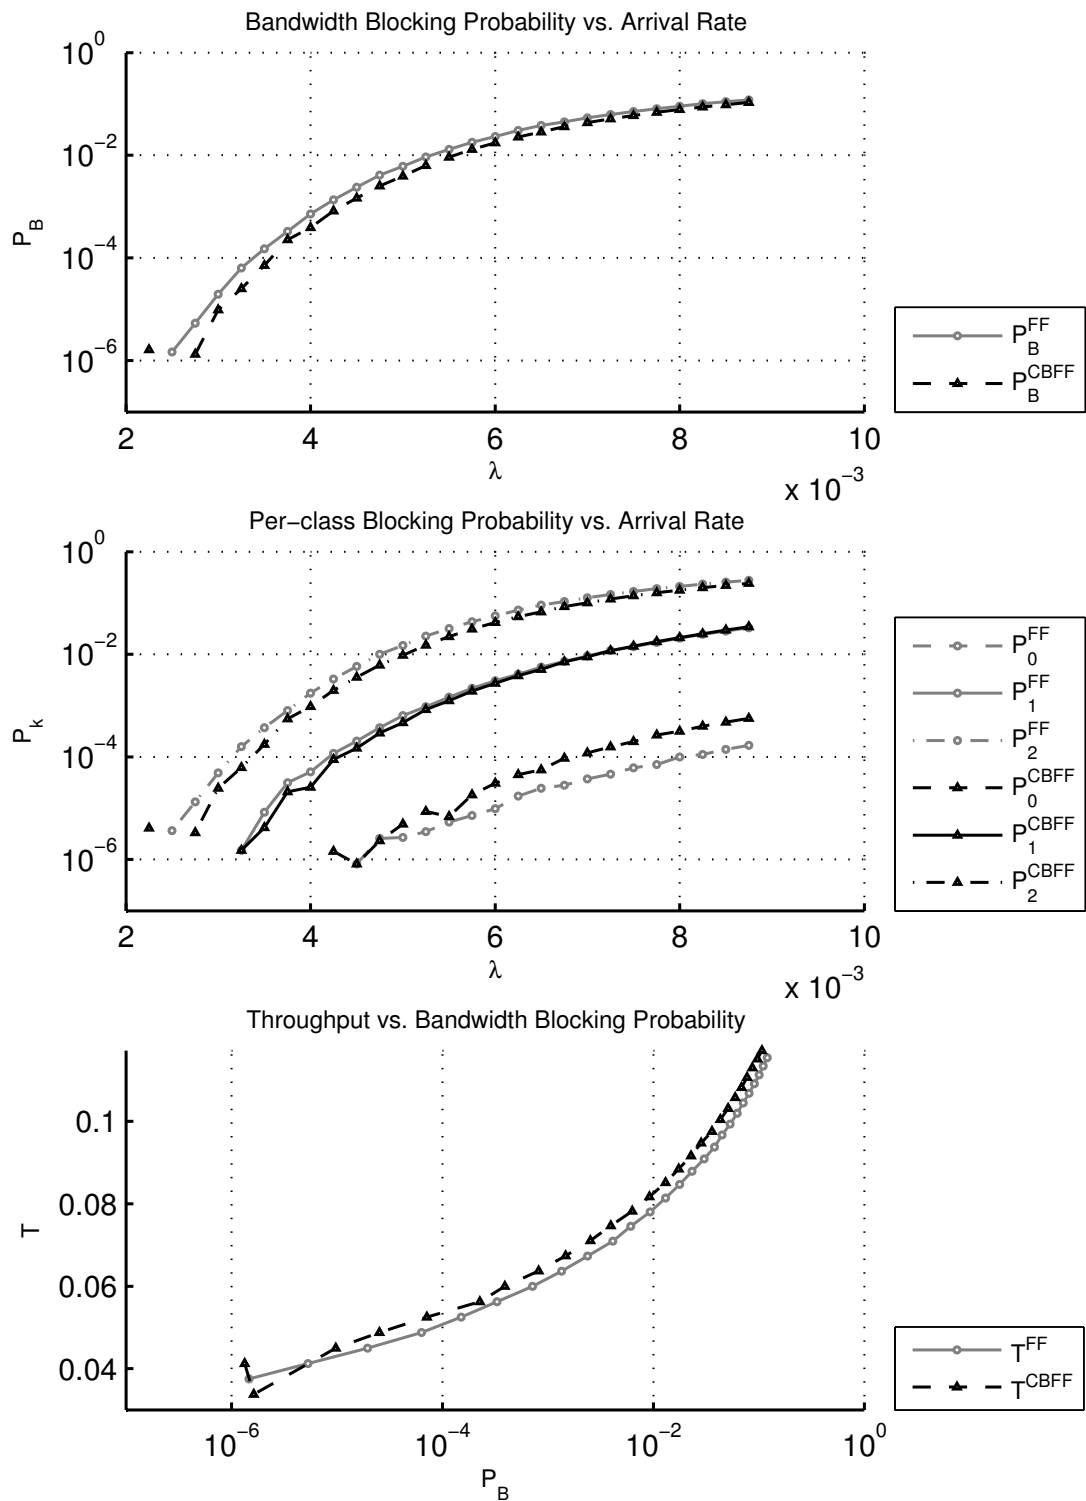 Bandwidth Blocking Probability vs. Arrival Rate
10^0
10^−2
10^−4
10^−6
P_B
2 4 6 8 10
λ
x 10^−3
P_B^FF
P_B^CBFF
Per−class Blocking Probability vs. Arrival Rate
10^0
10^−2
10^−4
10^−6
P_k
2 4 6 8 10
λ
x 10^−3
P_0^FF
P_1^FF
P_2^FF
P_0^CBFF
P_1^CBFF
P_2^CBFF
Throughput vs. Bandwidth Blocking Probability
0.1
0.08
0.06
0.04
T
10^−6 10^−4 10^−2 10^0
P_B
T^FF
T^CBFF